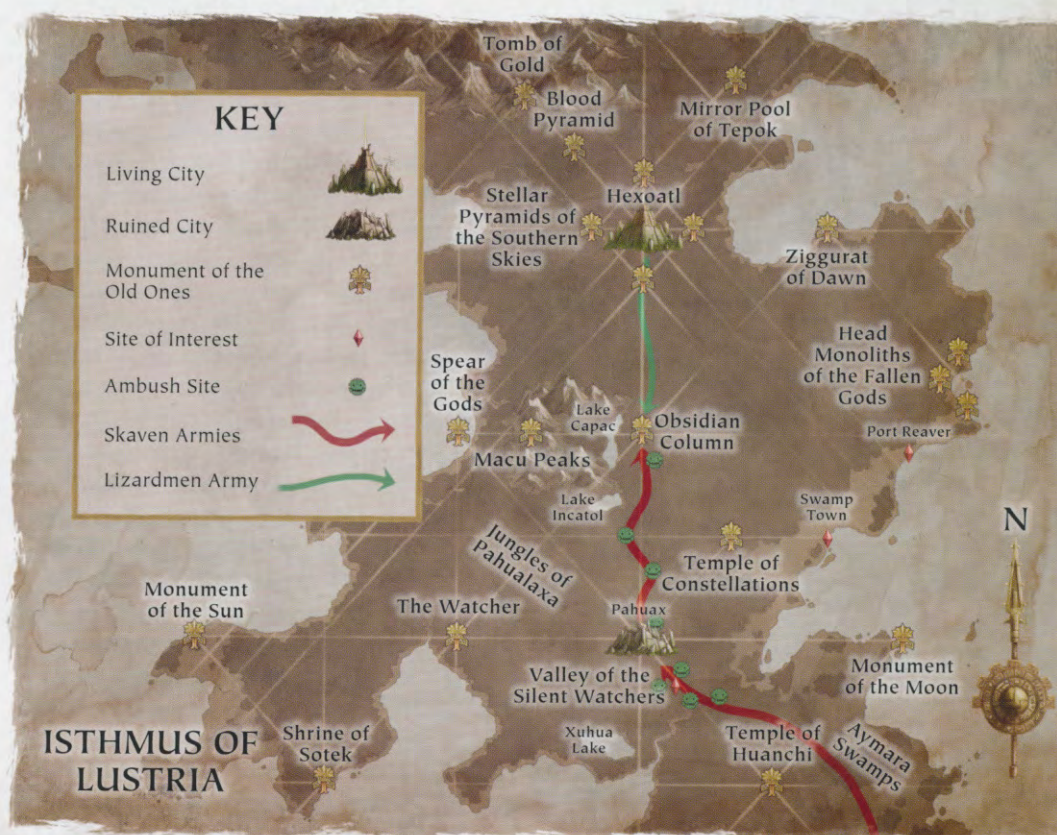 KEY
Living City
Ruined City
Monument of the
Old Ones
Site of Interest
Ambush Site
Skaven Armies
Lizardmen Army
Tomb of
Gold
Blood
Pyramid
Mirror Pool
of Tepok
Hexoatl
Stellar
Pyramids of
the Southern
Skies
Ziggurat
of Dawn
Head
Monoliths
of the Fallen
Gods
Spear
of the
Gods
Lake
Capac
Obsidian
Column
Port Reaver
Macu Peaks
Lake
Incatol
Swamp
Town
N
Jungles of
Pahualaxa
Temple of
Constellations
Monument
of the Sun
The Watcher
Pahuax
Monument
of the Moon
Valley of the
Silent Watchers
ISTHMUS OF
LUSTRIA
Shrine of
Sotek
Xuhua
Lake
Temple of
Huanchi
Aymara
Swamps